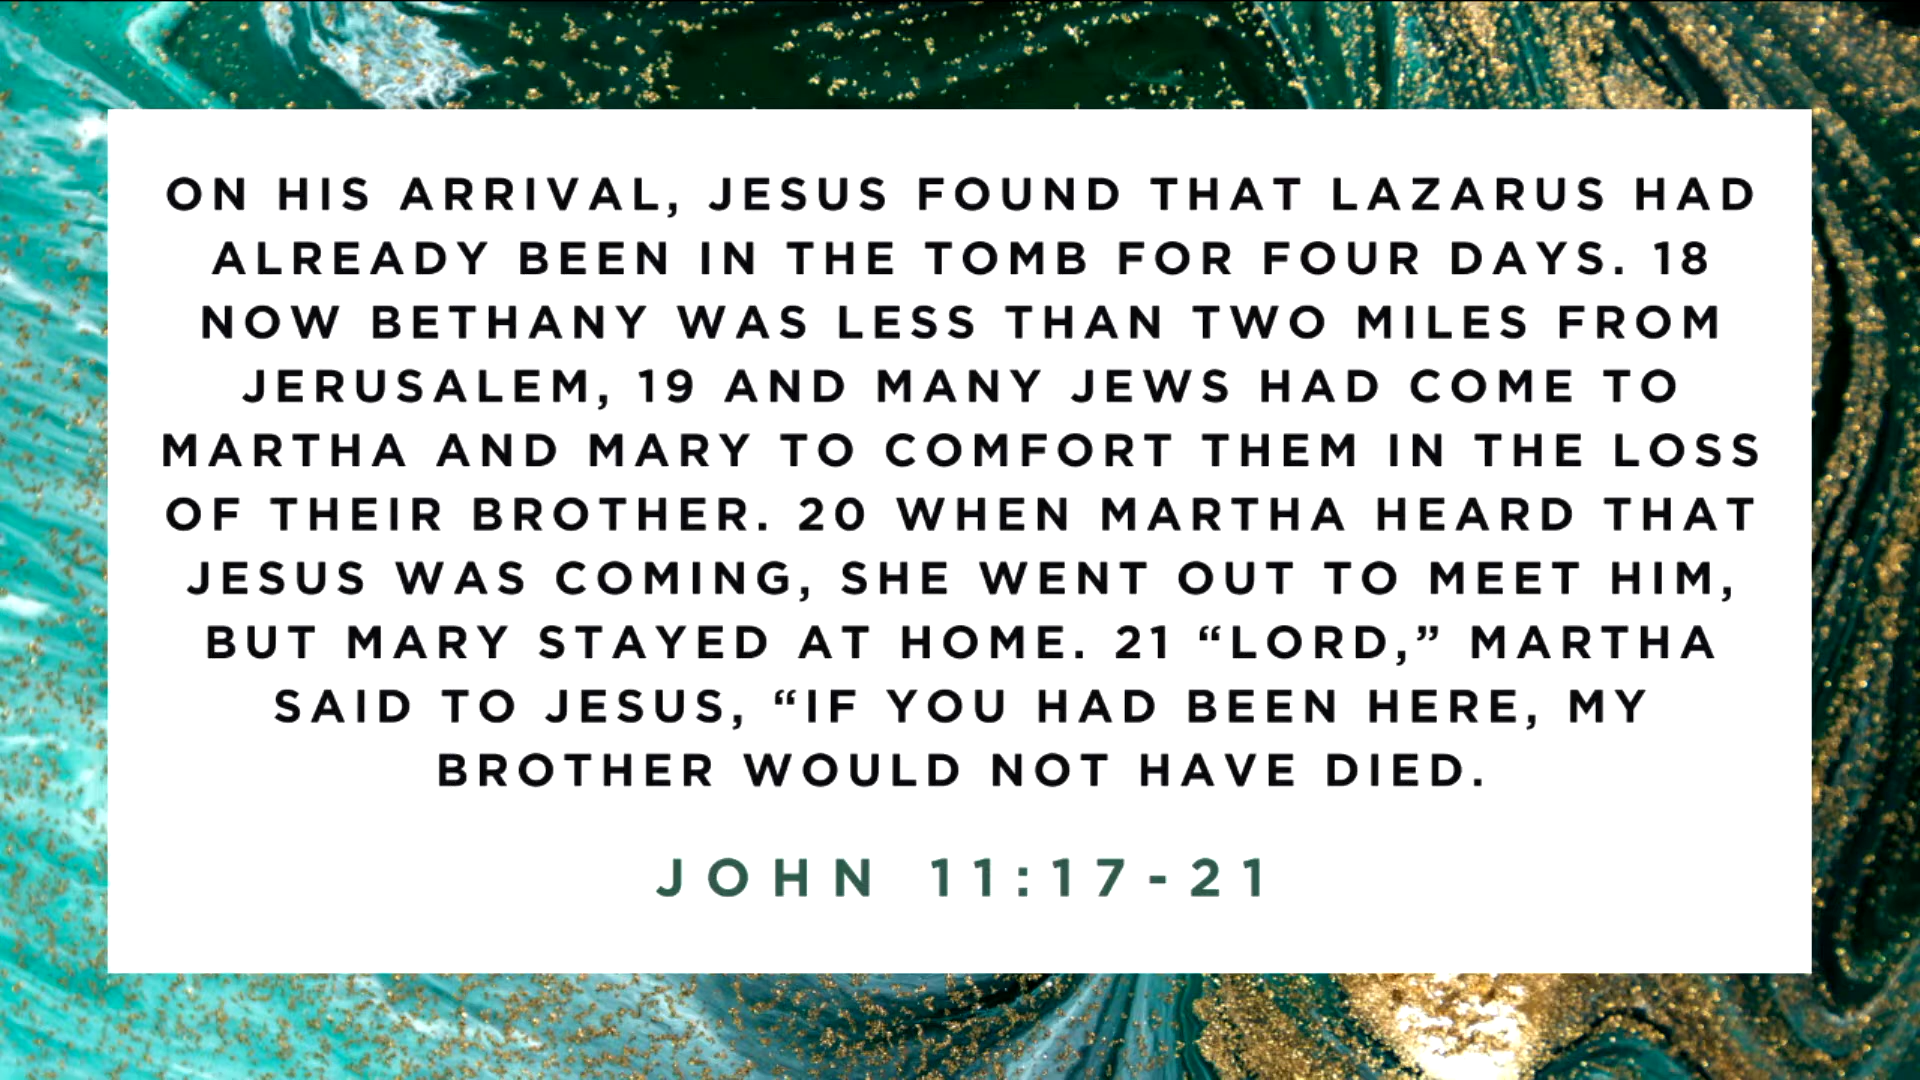 ON HIS ARRIVAL, JESUS FOUND THAT LAZARUS HAD
ALREADY BEEN IN THE TOMB FOR FOUR DAYS. 18
NOW BETHANY WAS LESS THAN TWO MILES FROM
JERUSALEM, 19 AND MANY JEWS HAD COME TO
MARTHA AND MARY TO COMFORT THEM IN THE LOSS
OF THEIR BROTHER. 20 WHEN MARTHA HEARD THAT
JESUS WAS COMING, SHE WENT OUT TO MEET HIM,
BUT MARY STAYED AT HOME. 21 “LORD,” MARTHA
SAID TO JESUS, “IF YOU HAD BEEN HERE, MY
BROTHER WOULD NOT HAVE DIED.
JOHN 11:17-21